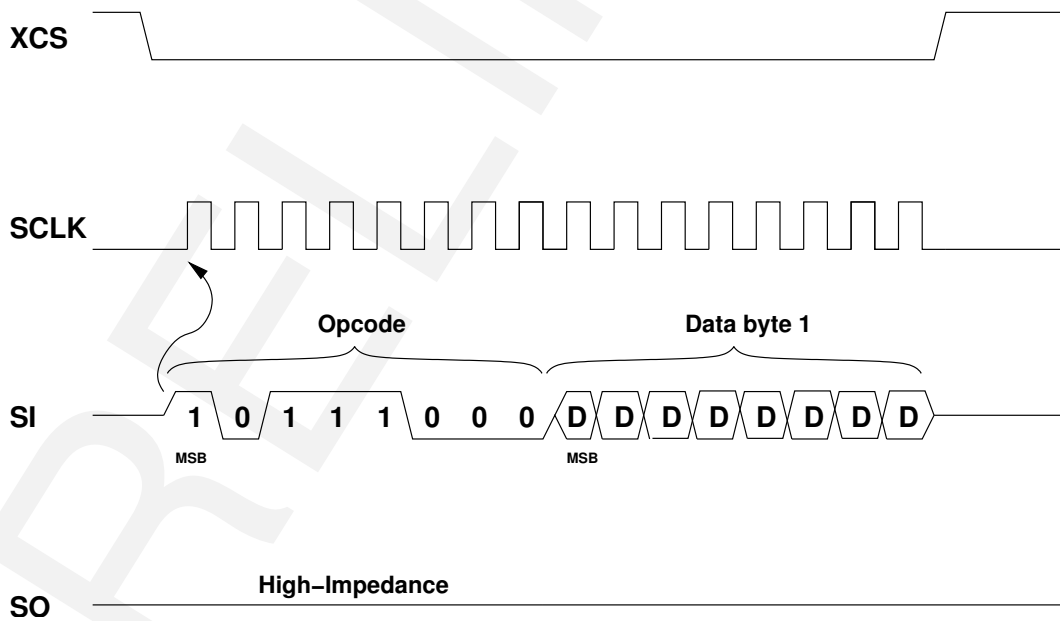 XCS
SCLK
Opcode Data byte 1
SI 1 0 1 1 1 0 0 0 D D D D D D D D
MSB MSB
High−Impedance
SO